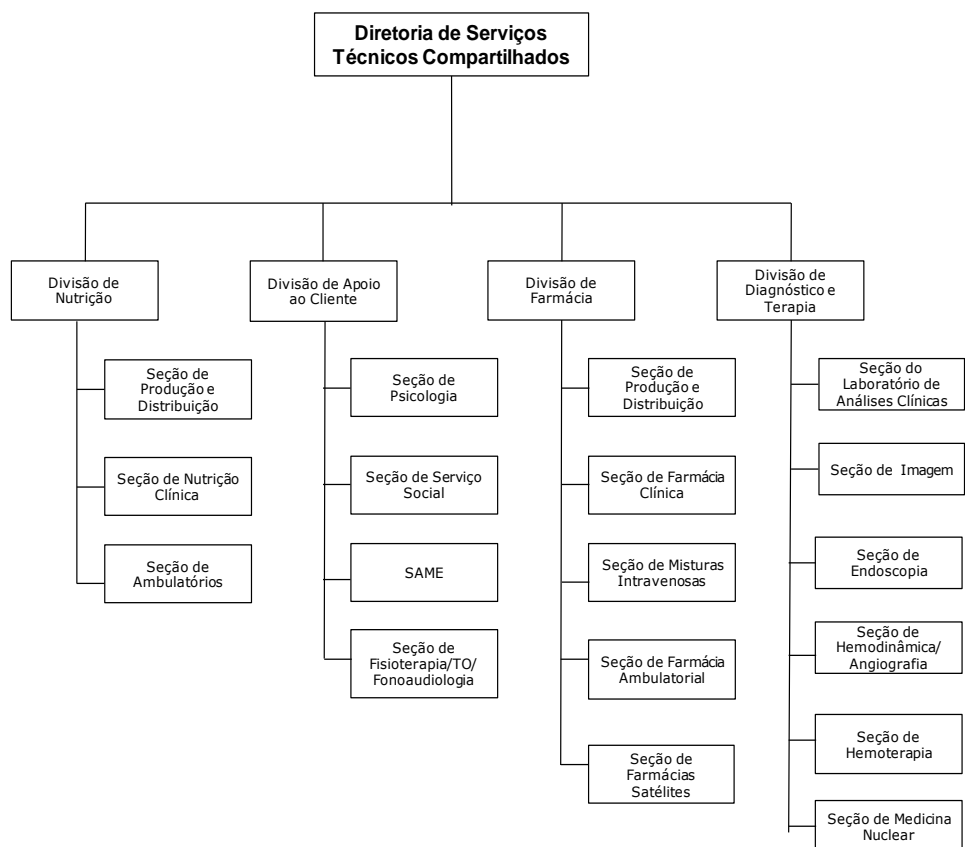 Diretoria de Serviços
Técnicos Compartilhados
Divisão de
Nutrição
Divisão de Apoio
ao Cliente
Divisão de
Farmácia
Divisão de
Diagnóstico e
Terapia
Seção de
Produção e
Distribuição
Seção de Nutrição
Clínica
Seção de
Ambulatórios
Seção de
Psicologia
Seção de Serviço
Social
SAME
Seção de
Fisioterapia/TO/
Fonoaudiologia
Seção de
Produção e
Distribuição
Seção de Farmácia
Clínica
Seção de Misturas
Intravenosas
Seção de Farmácia
Ambulatorial
Seção de
Farmácias
Satélites
Seção do
Laboratório de
Análises Clínicas
Seção de Imagem
Seção de
Endoscopia
Seção de
Hemodinâmica/
Angiografia
Seção de
Hemoterapia
Seção de Medicina
Nuclear